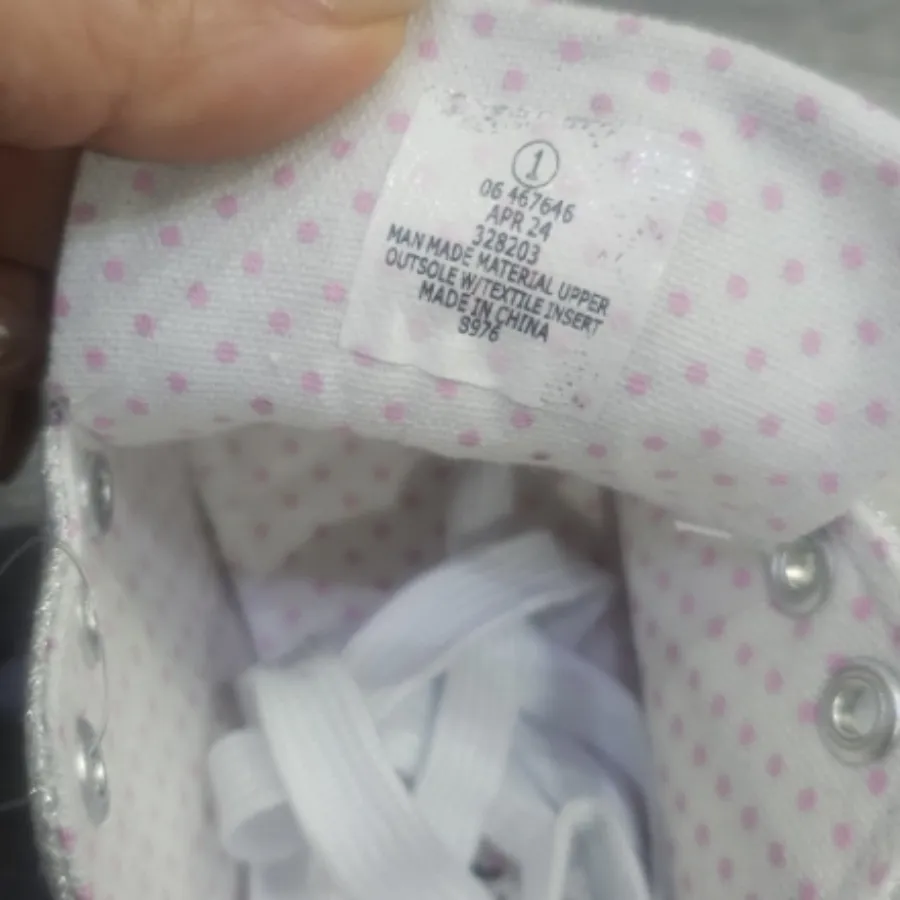 1
06 467646
APR 24
328203
MAN MADE MATERIAL UPPER
OUTSOLE W/TEXTILE INSERT
MADE IN CHINA
8976